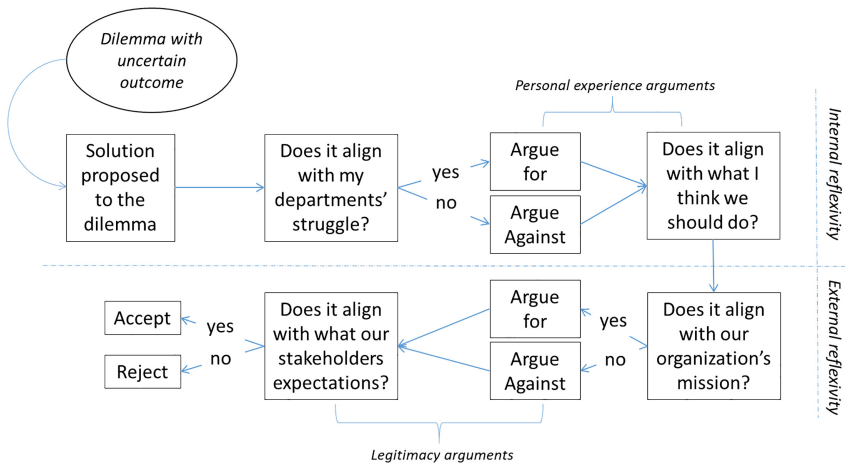 Dilemma with
uncertain
outcome
Personal experience arguments
Solution
proposed
to the
dilemma
Does it align
with my
departments’
struggle?
yes
no
Argue
for
Argue
Against
Does it align
with what I
think we
should do?
Internal reflexivity
Accept
Reject
yes
no
Does it align
with what our
stakeholders
expectations?
Argue
for
Argue
Against
yes
no
Does it align
with our
organization’s
mission?
External reflexivity
Legitimacy arguments